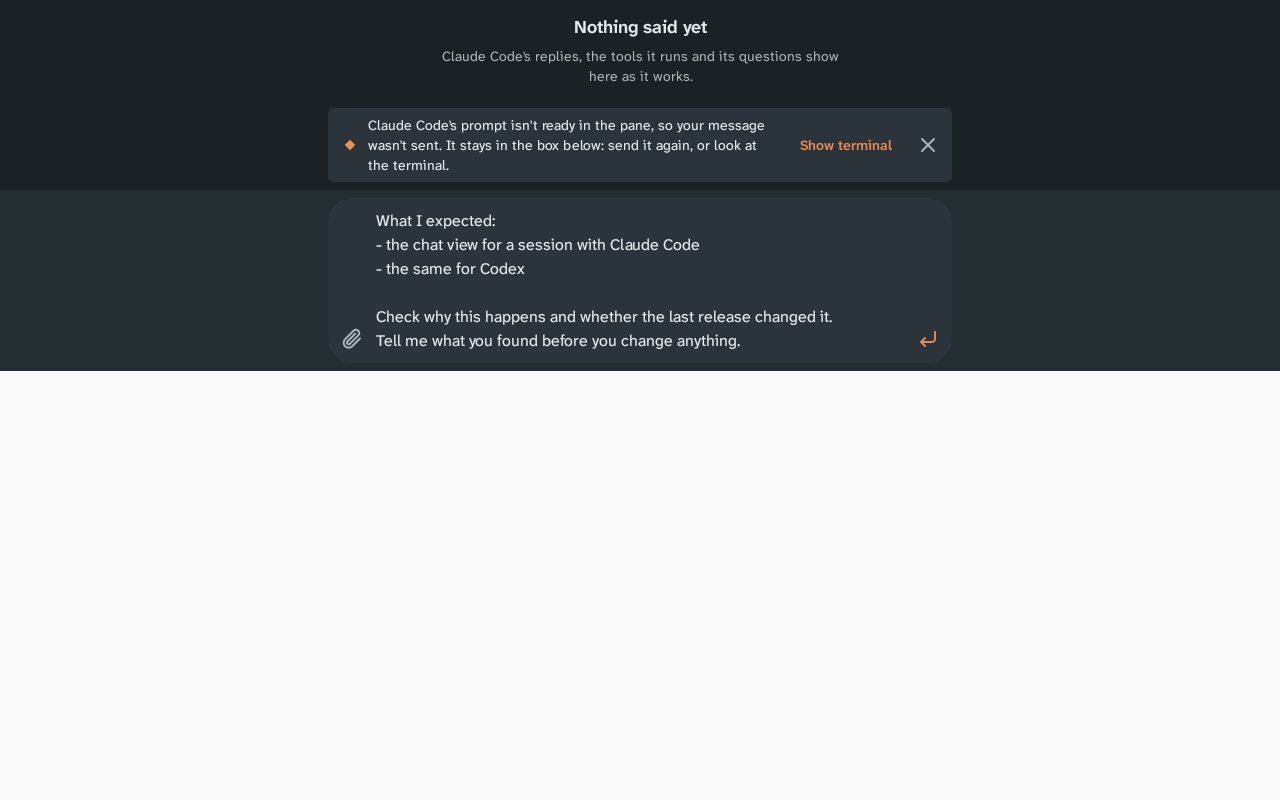 Nothing said yet
Claude Code's replies, the tools it runs and its questions show
here as it works.
Claude Code's prompt isn't ready in the pane, so your message
wasn't sent. It stays in the box below: send it again, or look at
the terminal.
Show terminal
What I expected:
- the chat view for a session with Claude Code
- the same for Codex
Check why this happens and whether the last release changed it.
Tell me what you found before you change anything.